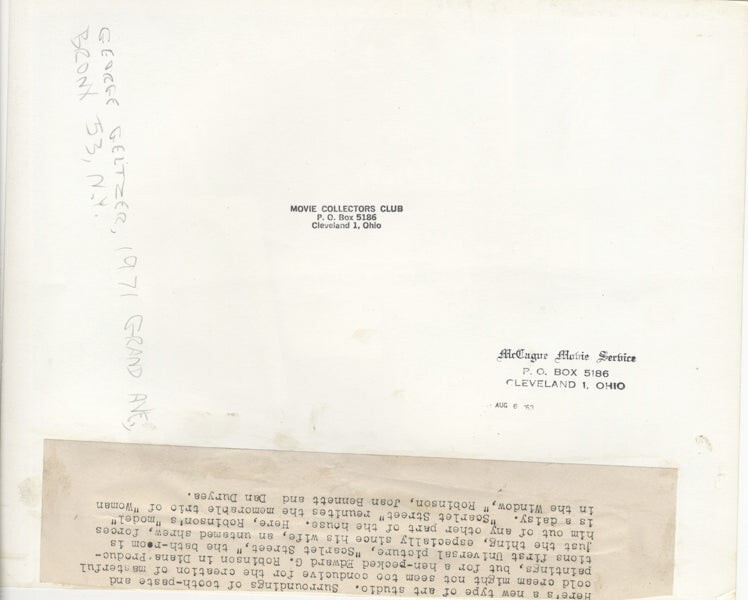 GEORGE GELTZER, 1971 GRAND AVE,
BRONX 53, N.Y.
MOVIE COLLECTORS CLUB
P. O. Box 5186
Cleveland 1, Ohio
McCague Movie Service
P. O. BOX 5186
CLEVELAND 1, OHIO
AUG 6
Here's a new type of art studio. Surroundings of tooth-paste and
cold cream might not seem too conducive for the creation of masterful
paintings, but for a hen-pecked Edward G. Robinson in Diana Produc-
tions first Universal picture, "Scarlet Street," the bath-room is
just the thing, especially since his wife, an untamed shrew, forces
him out of any other part of the house. Here, Robinson's "model"
is a daisy. "Scarlet Street" reunites the memorable trio of "Woman
in the Window," Robinson, Joan Bennett and Dan Duryea.